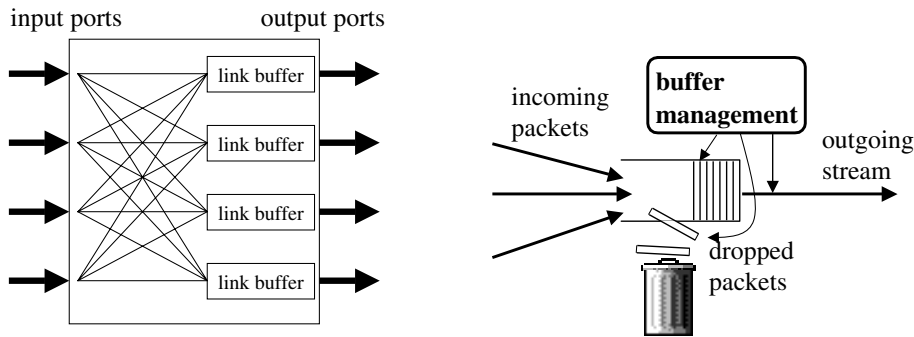 input ports
output ports
link buffer
link buffer
link buffer
link buffer
incoming
packets
buffer
management
outgoing
stream
dropped
packets